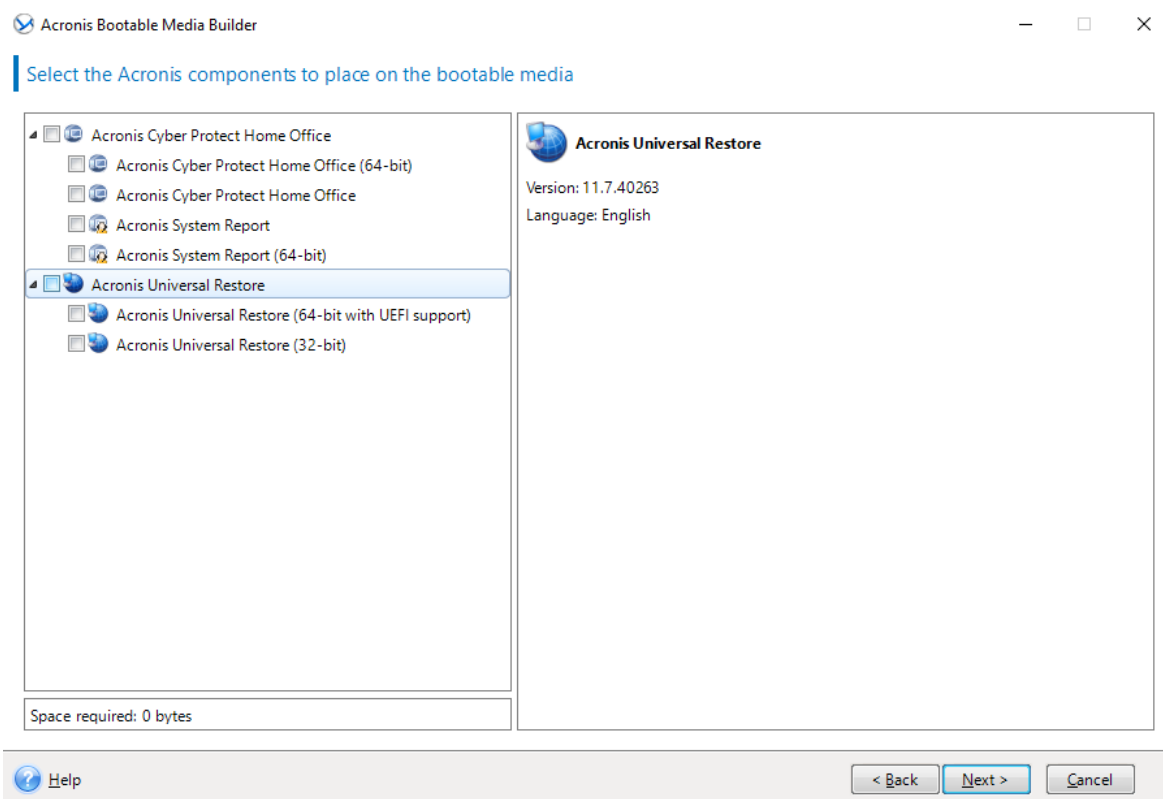 Acronis Bootable Media Builder
Select the Acronis components to place on the bootable media
Acronis Cyber Protect Home Office
Acronis Cyber Protect Home Office (64-bit)
Acronis Cyber Protect Home Office
Acronis System Report
Acronis System Report (64-bit)
Acronis Universal Restore
Acronis Universal Restore (64-bit with UEFI support)
Acronis Universal Restore (32-bit)
Space required: 0 bytes
Acronis Universal Restore
Version: 11.7.40263
Language: English
Help
< Back
Next >
Cancel